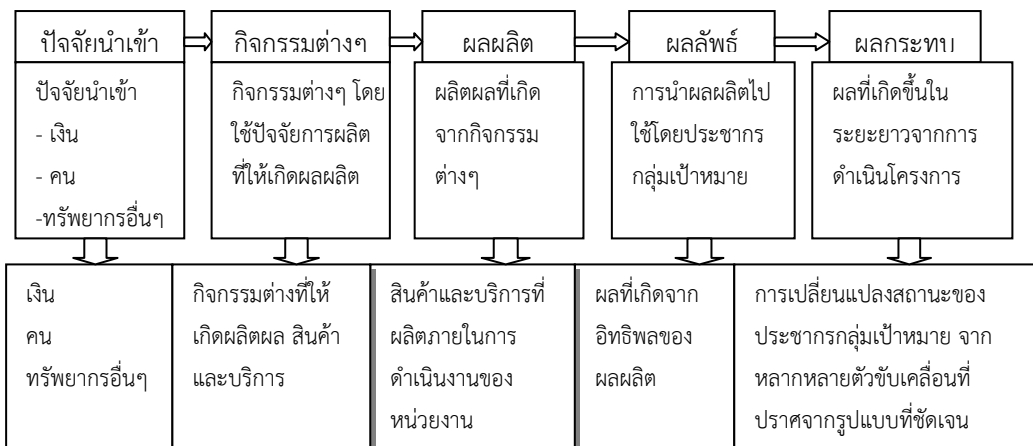 ปัจจัยนำเข้า
กิจกรรมต่างๆ
ผลผลิต
ผลลัพธ์
ผลกระทบ
ปัจจัยนำเข้า
- เงิน
- คน
-ทรัพยากรอื่นๆ
กิจกรรมต่างๆ โดย
ใช้ปัจจัยการผลิต
ที่ให้เกิดผลผลิต
ผลิตผลที่เกิด
จากกิจกรรม
ต่างๆ
การนำผลผลิตไป
ใช้โดยประชากร
กลุ่มเป้าหมาย
ผลที่เกิดขึ้นใน
ระยะยาวจากการ
ดำเนินโครงการ
เงิน
คน
ทรัพยากรอื่นๆ
กิจกรรมต่างที่ให้
เกิดผลิตผล สินค้า
และบริการ
สินค้าและบริการที่
ผลิตภายในการ
ดำเนินงานของ
หน่วยงาน
ผลที่เกิดจาก
อิทธิพลของ
ผลผลิต
การเปลี่ยนแปลงสถานะของ
ประชากรกลุ่มเป้าหมาย จาก
หลากหลายตัวขับเคลื่อนที่
ปราศจากรูปแบบที่ชัดเจน